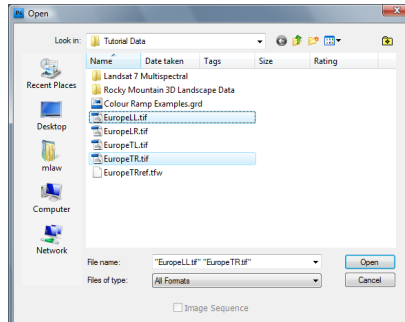 Ps Open
Look in: Tutorial Data
Name Date taken Tags Size Rating
Recent Places
Desktop
mlaw
Computer
Network
Landsat 7 Multispectral
Rocky Mountain 3D Landscape Data
Colour Ramp Examples.grd
EuropeLL.tif
EuropeLR.tif
EuropeTL.tif
EuropeTR.tif
EuropeTRref.tfw
File name: "EuropeLL.tif" "EuropeTR.tif" Open
Files of type: All Formats Cancel
Image Sequence